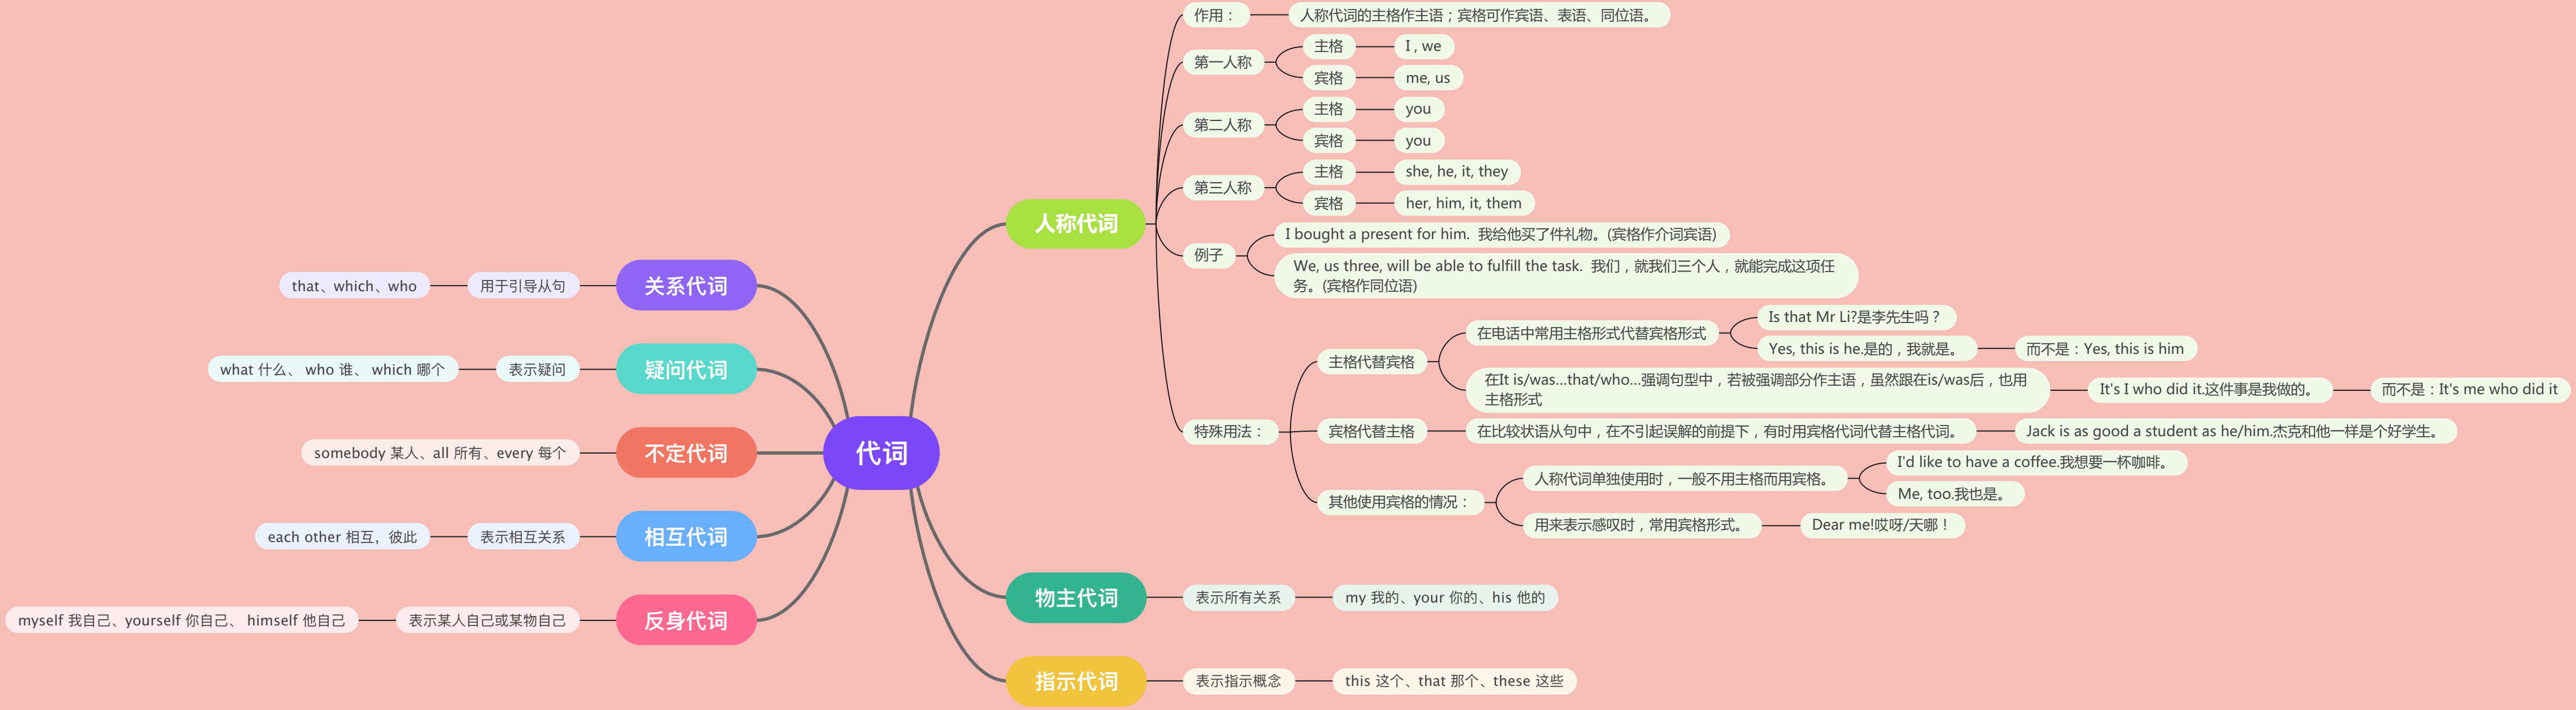 代词
人称代词
作用：
人称代词的主格作主语；宾格可作宾语、表语、同位语。
第一人称
主格
I , we
宾格
me, us
第二人称
主格
you
宾格
you
第三人称
主格
she, he, it, they
宾格
her, him, it, them
例子
I bought a present for him. 我给他买了件礼物。(宾格作介词宾语)
We, us three, will be able to fulfill the task. 我们，就我们三个人，就能完成这项任
务。(宾格作同位语)
特殊用法：
主格代替宾格
在电话中常用主格形式代替宾格形式
Is that Mr Li?是李先生吗？
Yes, this is he.是的，我就是。
而不是：Yes, this is him
在It is/was...that/who...强调句型中，若被强调部分作主语，虽然跟在is/was后，也用
主格形式
It's I who did it.这件事是我做的。
而不是：It's me who did it
宾格代替主格
在比较状语从句中，在不引起误解的前提下，有时用宾格代词代替主格代词。
Jack is as good a student as he/him.杰克和他一样是个好学生。
其他使用宾格的情况：
人称代词单独使用时，一般不用主格而用宾格。
I'd like to have a coffee.我想要一杯咖啡。
Me, too.我也是。
用来表示感叹时，常用宾格形式。
Dear me!哎呀/天哪！
物主代词
表示所有关系
my 我的、your 你的、his 他的
指示代词
表示指示概念
this 这个、that 那个、these 这些
关系代词
用于引导从句
that、which、who
疑问代词
表示疑问
what 什么、 who 谁、 which 哪个
不定代词
somebody 某人、all 所有、every 每个
相互代词
表示相互关系
each other 相互，彼此
反身代词
表示某人自己或某物自己
myself 我自己、yourself 你自己、 himself 他自己